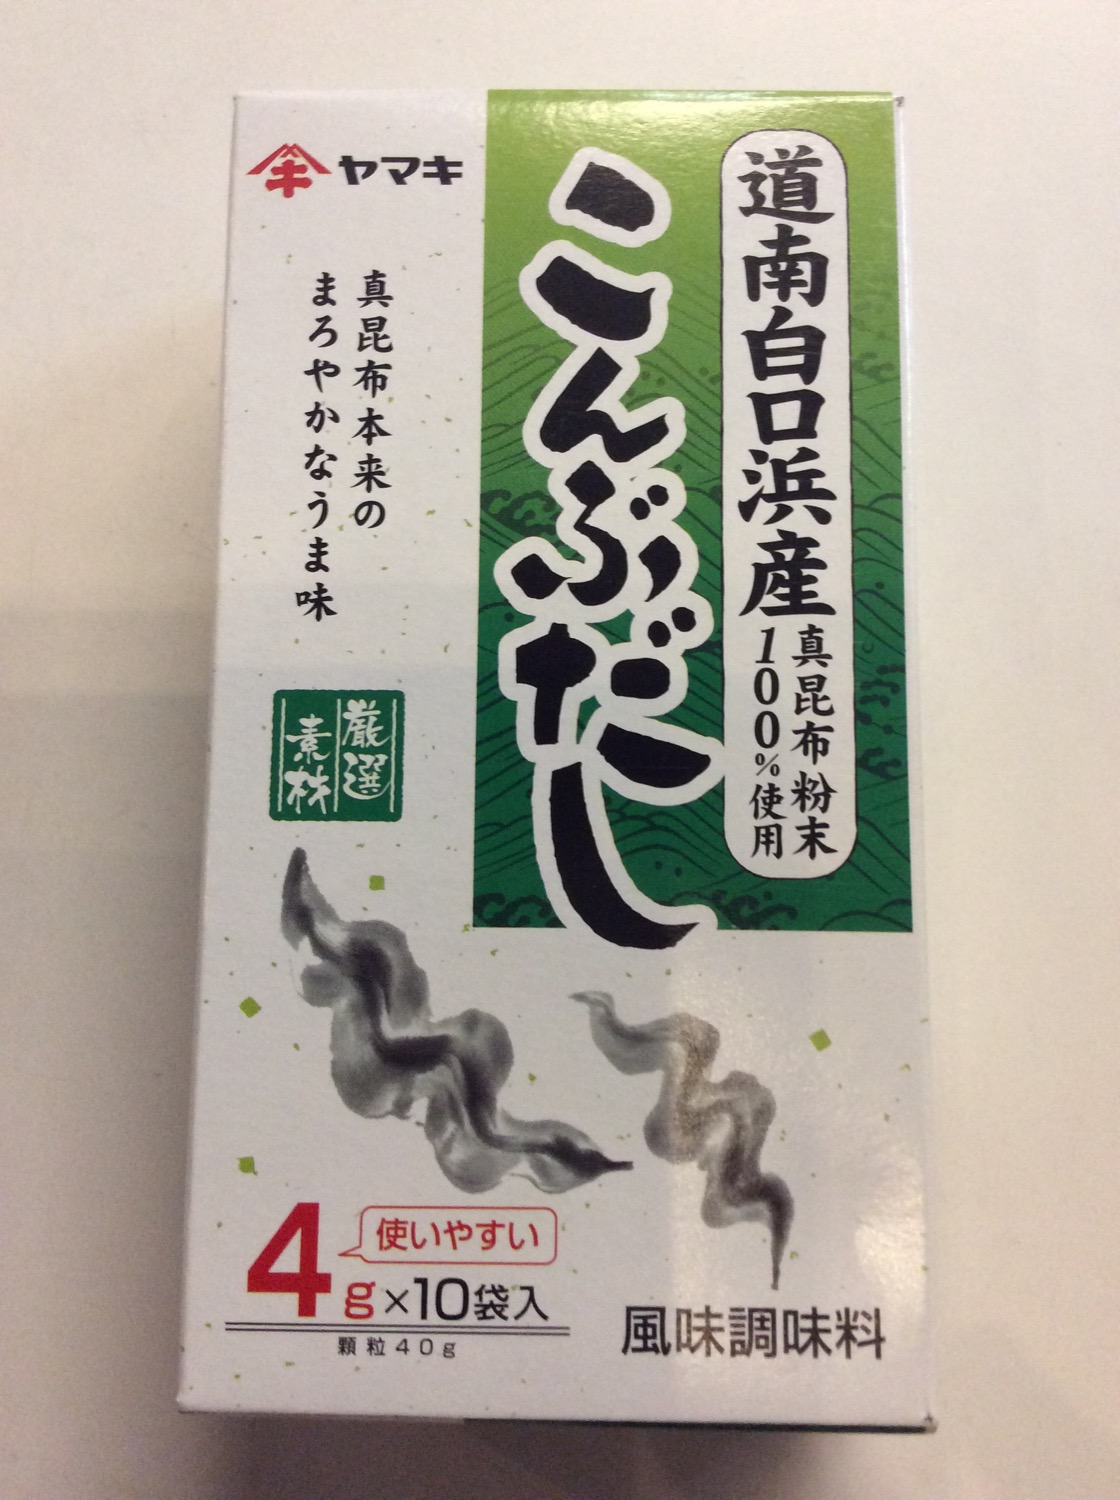 ヤマキ
道南白口浜産
真昆布粉末
100%使用
こんぶだし
真昆布本来の
まろやかなうま味
厳選
素材
使いやすい
4g×10袋入
顆粒40g
風味調味料